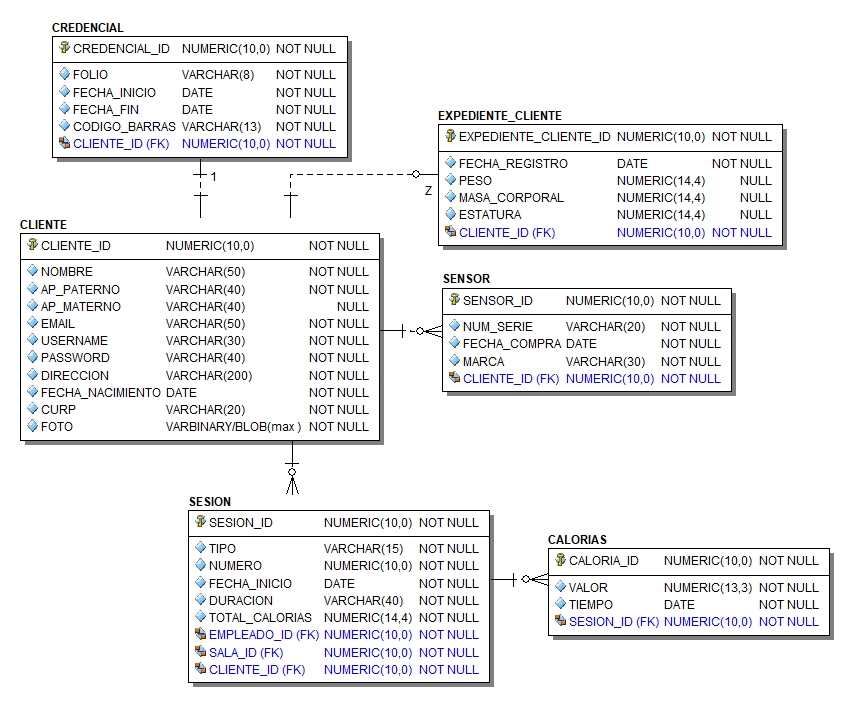 CREDENCIAL
CREDENCIAL_ID NUMERIC(10,0) NOT NULL
FOLIO VARCHAR(8) NOT NULL
FECHA_INICIO DATE NOT NULL
FECHA_FIN DATE NOT NULL
CODIGO_BARRAS VARCHAR(13) NOT NULL
CLIENTE_ID (FK) NUMERIC(10,0) NOT NULL
1
EXPEDIENTE_CLIENTE
EXPEDIENTE_CLIENTE_ID NUMERIC(10,0) NOT NULL
FECHA_REGISTRO DATE NOT NULL
PESO NUMERIC(14,4) NULL
MASA_CORPORAL NUMERIC(14,4) NULL
ESTATURA NUMERIC(14,4) NULL
CLIENTE_ID (FK) NUMERIC(10,0) NOT NULL
Z
CLIENTE
CLIENTE_ID NUMERIC(10,0) NOT NULL
NOMBRE VARCHAR(50) NOT NULL
AP_PATERNO VARCHAR(40) NOT NULL
AP_MATERNO VARCHAR(40) NULL
EMAIL VARCHAR(50) NOT NULL
USERNAME VARCHAR(30) NOT NULL
PASSWORD VARCHAR(40) NOT NULL
DIRECCION VARCHAR(200) NOT NULL
FECHA_NACIMIENTO DATE NOT NULL
CURP VARCHAR(20) NOT NULL
FOTO VARBINARY/BLOB(max ) NOT NULL
SENSOR
SENSOR_ID NUMERIC(10,0) NOT NULL
NUM_SERIE VARCHAR(20) NOT NULL
FECHA_COMPRA DATE NOT NULL
MARCA VARCHAR(30) NOT NULL
CLIENTE_ID (FK) NUMERIC(10,0) NOT NULL
SESION
SESION_ID NUMERIC(10,0) NOT NULL
TIPO VARCHAR(15) NOT NULL
NUMERO NUMERIC(10,0) NOT NULL
FECHA_INICIO DATE NOT NULL
DURACION VARCHAR(40) NOT NULL
TOTAL_CALORIAS NUMERIC(14,4) NOT NULL
EMPLEADO_ID (FK) NUMERIC(10,0) NOT NULL
SALA_ID (FK) NUMERIC(10,0) NOT NULL
CLIENTE_ID (FK) NUMERIC(10,0) NOT NULL
CALORIAS
CALORIA_ID NUMERIC(10,0) NOT NULL
VALOR NUMERIC(13,3) NOT NULL
TIEMPO DATE NOT NULL
SESION_ID (FK) NUMERIC(10,0) NOT NULL